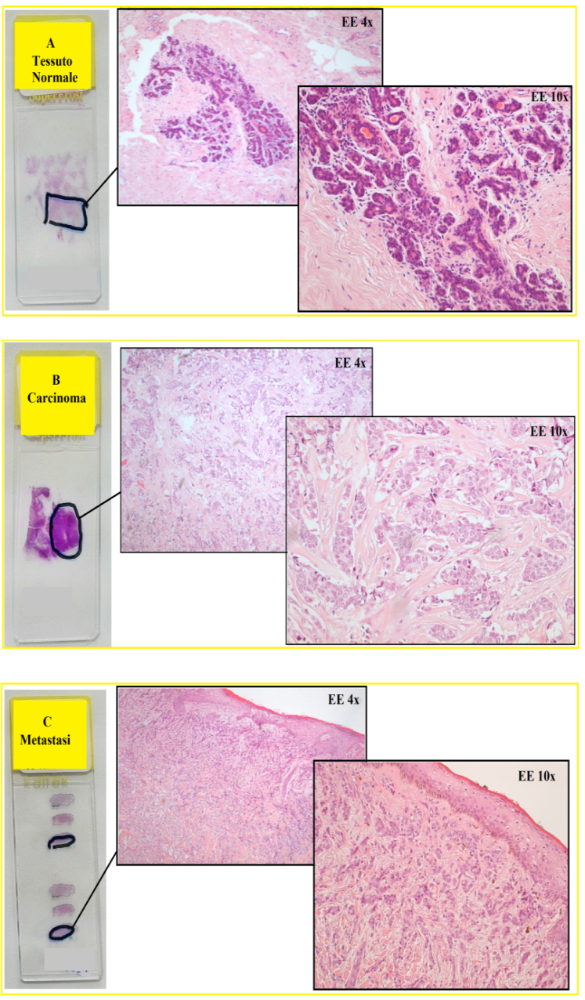 A
Tessuto
Normale
EE 4x
EE 10x
B
Carcinoma
EE 4x
EE 10x
C
Metastasi
EE 4x
EE 10x